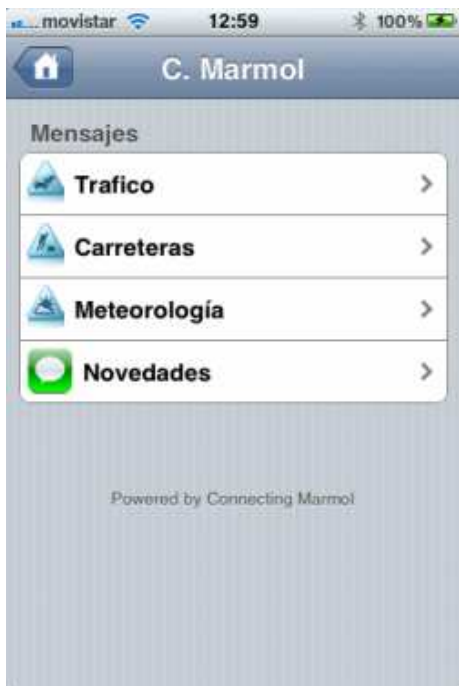 movistar 12:59 100%
C. Marmol
Mensajes
Trafico
Carreteras
Meteorología
Novedades
Powered by Connecting Marmol